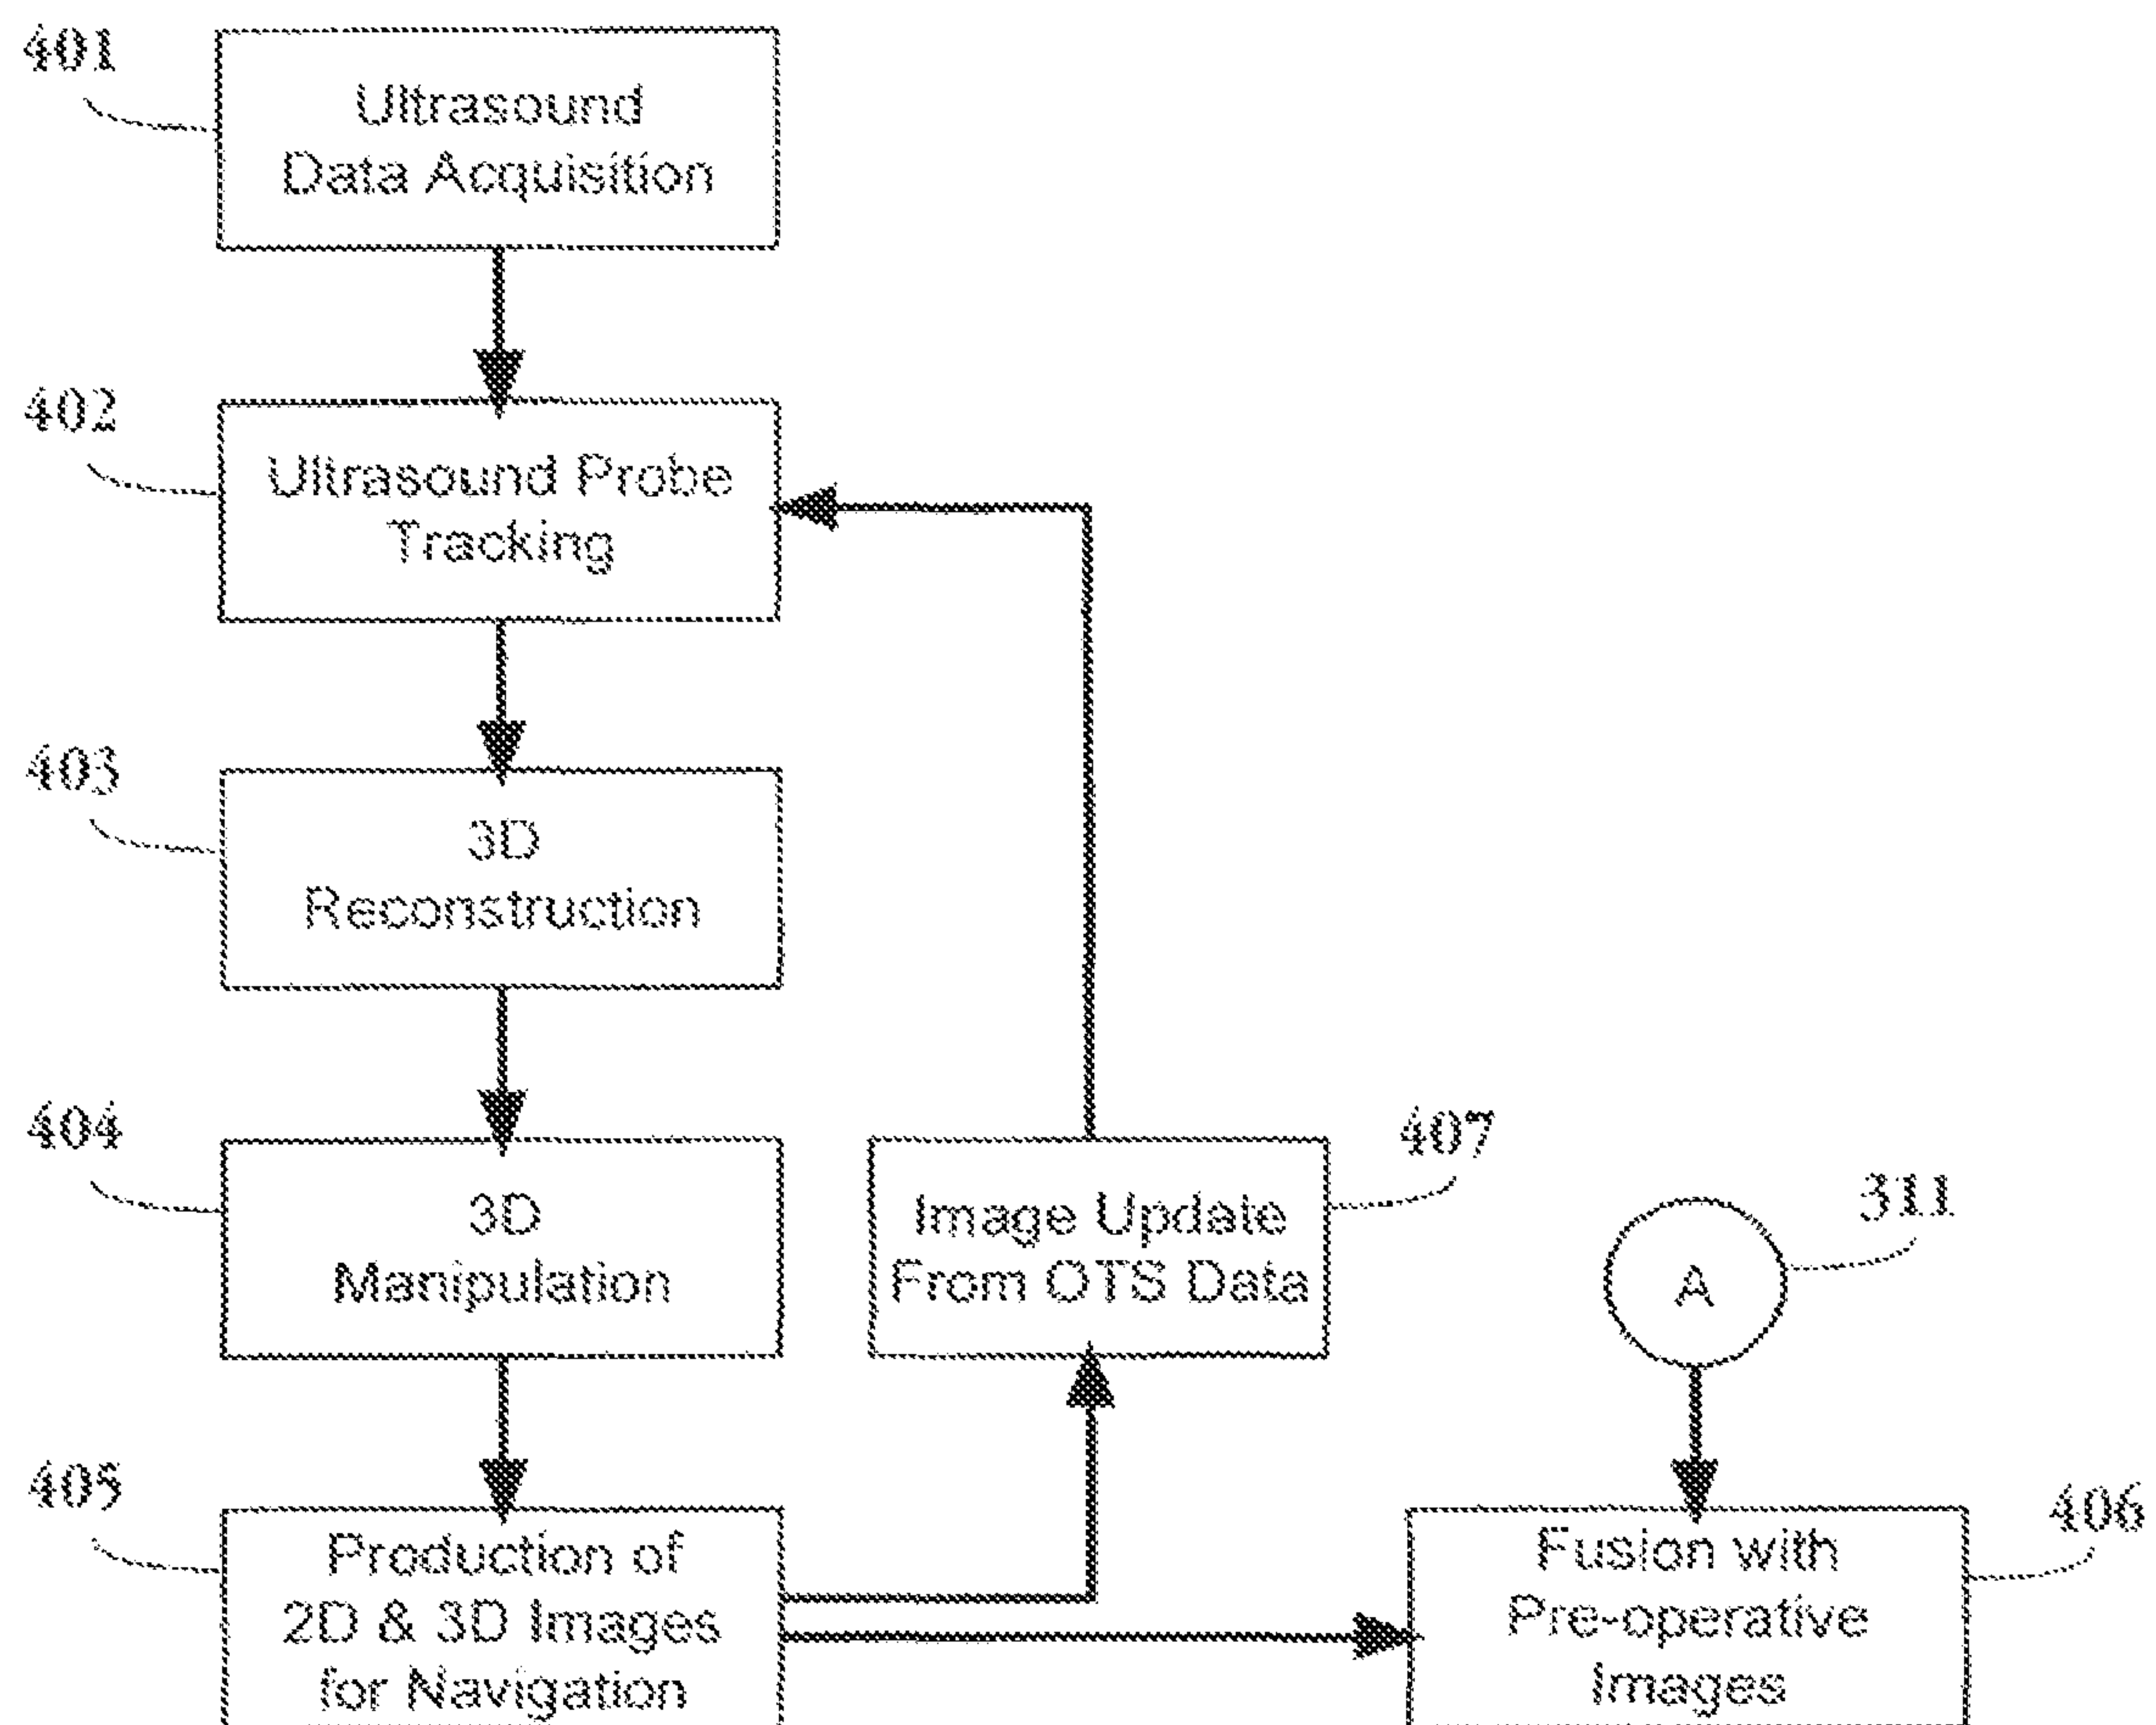 401
Ultrasound
Data Acquisition
402
Ultrasound Probe
Tracking
403
3D
Reconstruction
404
3D
Manipulation
407
Image Update
From OTS Data
311
A
405
Production of
2D & 3D Images
for Navigation
406
Fusion with
Pre-operative
Images